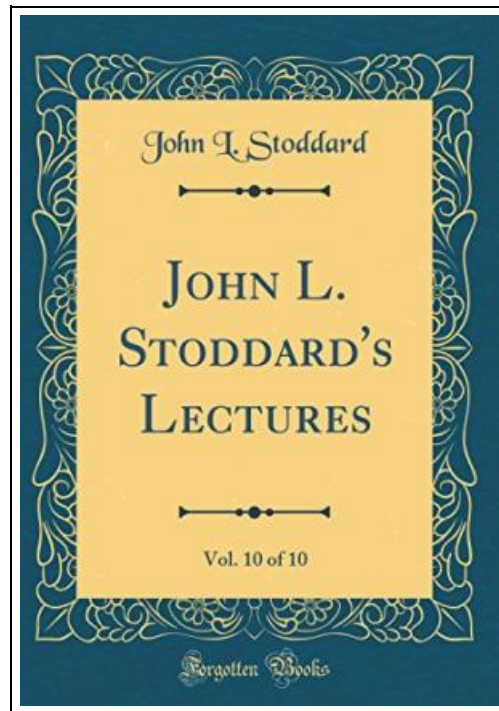 John L. Stoddard
John L.
Stoddard's
Lectures
Vol. 10 of 10
Forgotten Books